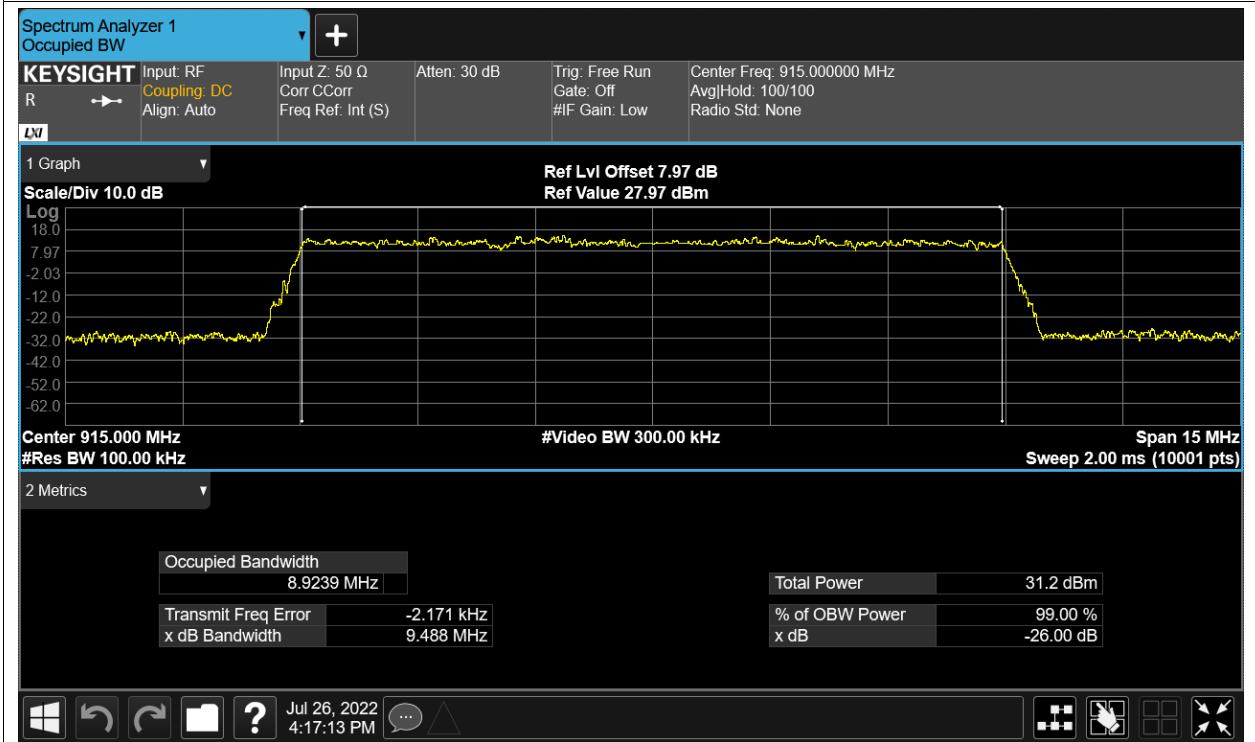 Spectrum Analyzer 1
Occupied BW
KEYSIGHT
R
LXI
Input: RF
Coupling: DC
Align: Auto
Input Z: 50 Ω
Corr CCorr
Freq Ref: Int (S)
Atten: 30 dB
Trig: Free Run
Gate: Off
#IF Gain: Low
Center Freq: 915.000000 MHz
Avg|Hold: 100/100
Radio Std: None
1 Graph
Scale/Div 10.0 dB
Ref Lvl Offset 7.97 dB
Ref Value 27.97 dBm
Log
18.0
7.97
-2.03
-12.0
-22.0
-32.0
-42.0
-52.0
-62.0
Center 915.000 MHz
#Res BW 100.00 kHz
#Video BW 300.00 kHz
Span 15 MHz
Sweep 2.00 ms (10001 pts)
2 Metrics
Occupied Bandwidth
8.9239 MHz
Transmit Freq Error -2.171 kHz
x dB Bandwidth 9.488 MHz
Total Power 31.2 dBm
% of OBW Power 99.00 %
x dB -26.00 dB
?
Jul 26, 2022
4:17:13 PM